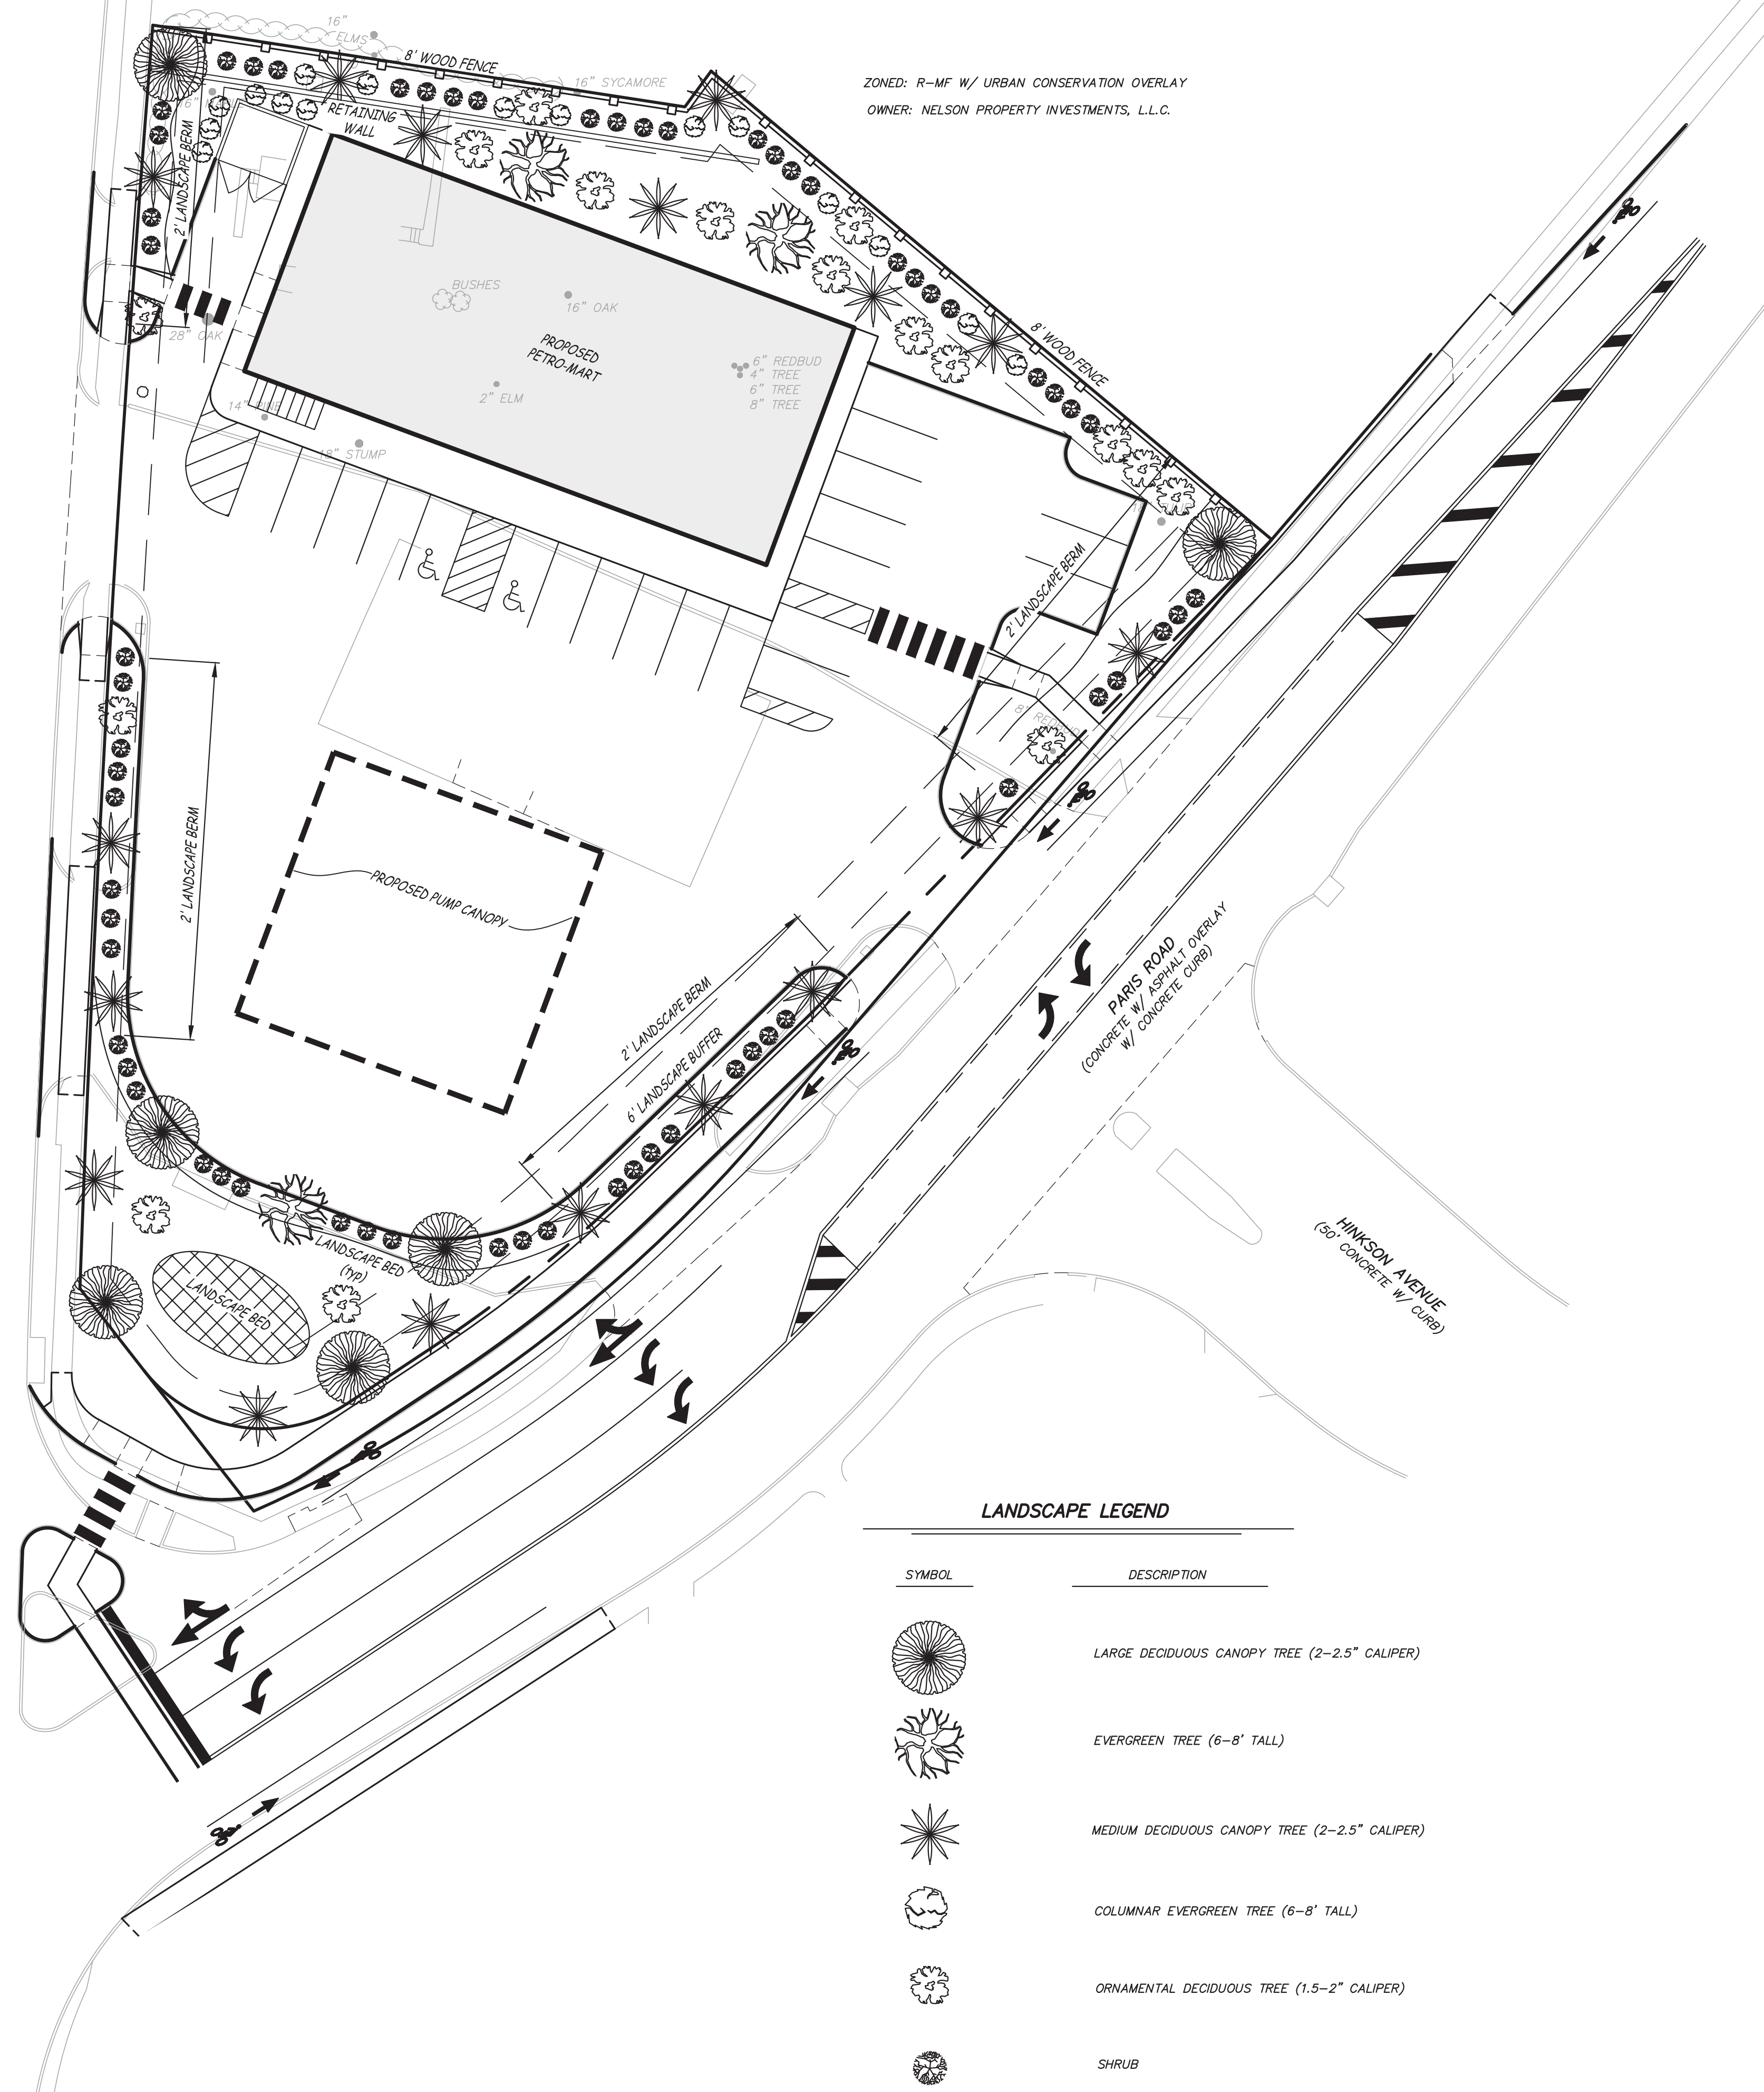 16"
ELMS
8' WOOD FENCE
16" SYCAMORE
ZONED: R-MF W/ URBAN CONSERVATION OVERLAY
OWNER: NELSON PROPERTY INVESTMENTS, L.L.C.
RETAINING
WALL
2' LANDSCAPE BERM
BUSHES
16" OAK
28" OAK
PROPOSED
PETRO-MART
6" REDBUD
4" TREE
6" TREE
8" TREE
2" ELM
14" PINE
18" STUMP
8' WOOD FENCE
2' LANDSCAPE BERM
8" REDBUD
2' LANDSCAPE BERM
PROPOSED PUMP CANOPY
2' LANDSCAPE BERM
6' LANDSCAPE BUFFER
PARIS ROAD
(CONCRETE W/ ASPHALT OVERLAY
W/ CONCRETE CURB)
HINKSON AVENUE
(50' CONCRETE W/ CURB)
LANDSCAPE BED
(TYP)
LANDSCAPE BED
LANDSCAPE LEGEND
SYMBOL DESCRIPTION
LARGE DECIDUOUS CANOPY TREE (2-2.5" CALIPER)
EVERGREEN TREE (6-8' TALL)
MEDIUM DECIDUOUS CANOPY TREE (2-2.5" CALIPER)
COLUMNAR EVERGREEN TREE (6-8' TALL)
ORNAMENTAL DECIDUOUS TREE (1.5-2" CALIPER)
SHRUB